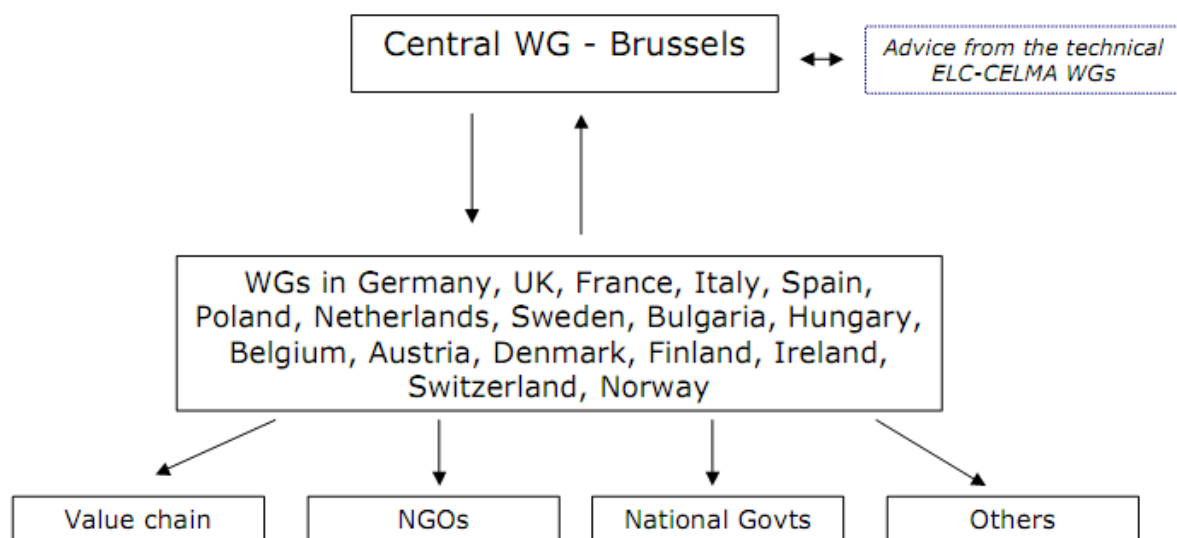 Central WG - Brussels
Advice from the technical
ELC-CELMA WGs
WGs in Germany, UK, France, Italy, Spain,
Poland, Netherlands, Sweden, Bulgaria, Hungary,
Belgium, Austria, Denmark, Finland, Ireland,
Switzerland, Norway
Value chain
NGOs
National Govts
Others